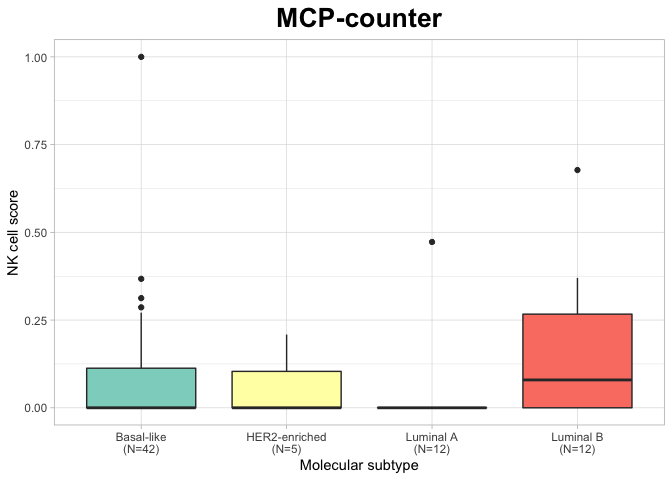 MCP-counter
NK cell score
1.00
0.75
0.50
0.25
0.00
Basal-like
(N=42)
HER2-enriched
(N=5)
Luminal A
(N=12)
Luminal B
(N=12)
Molecular subtype